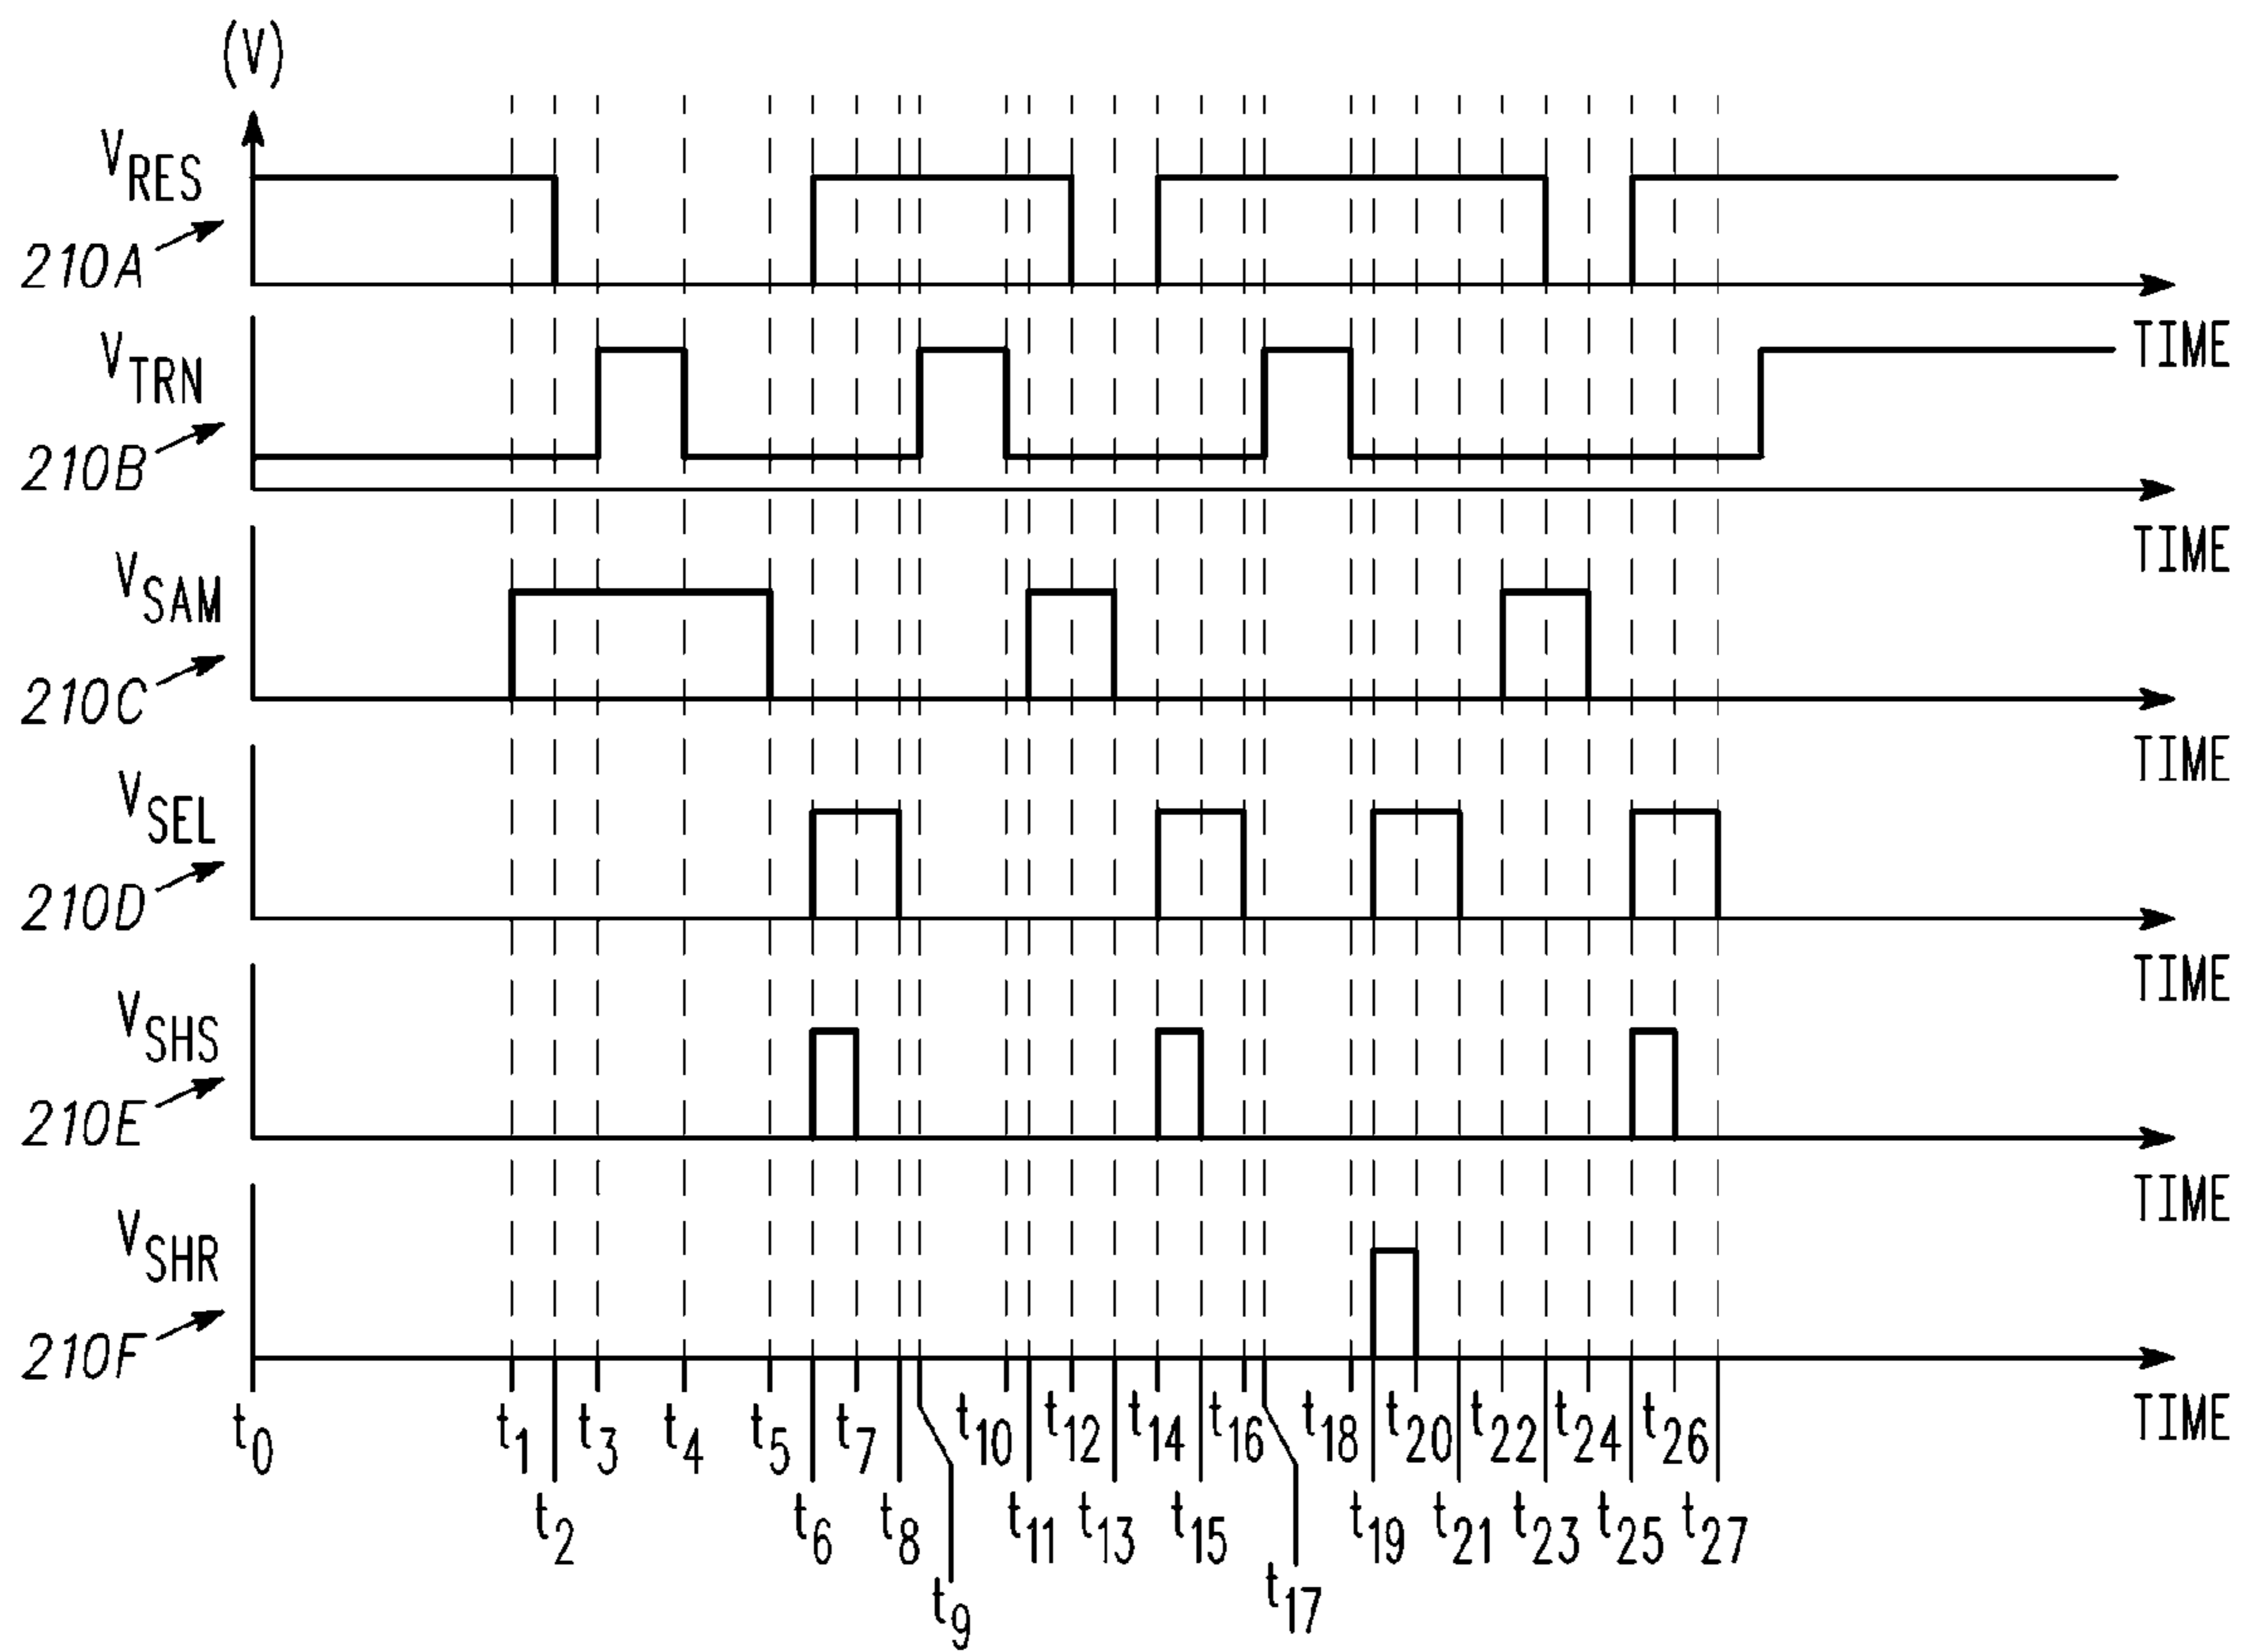 (V)
VRES
210A
TIME
VTRN
210B
TIME
VSAM
210C
TIME
VSEL
210D
TIME
VSHS
210E
TIME
VSHR
210F
TIME
t0 t1 t3 t4 t5 t7 t10 t12 t14 t16 t18 t20 t22 t24 t26
t2 t6 t8 t11 t13 t15 t19 t21 t23 t25 t27
t9 t17